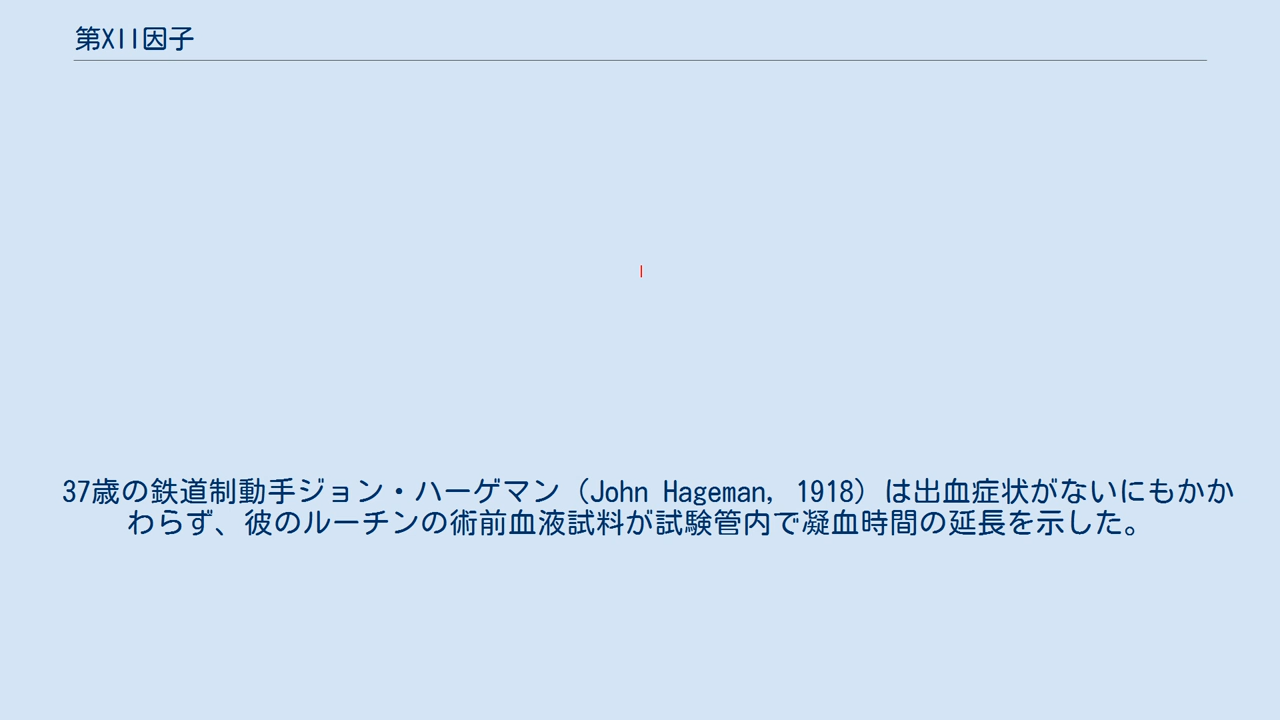 第XII因子
37歳の鉄道制動手ジョン・ハーゲマン（John Hageman, 1918）は出血症状がないにもかか
わらず、彼のルーチンの術前血液試料が試験管内で凝血時間の延長を示した。